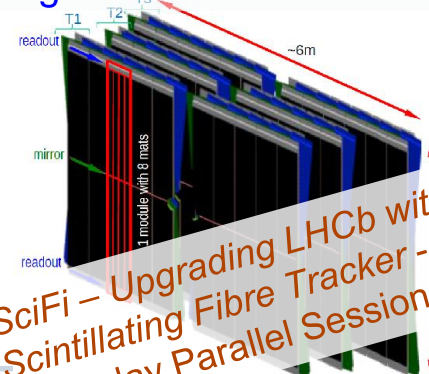 T1
T2
readout
~6m
mirror
1 module with 8 mats
readout
SciFi – Upgrading LHCb
Scintillating Fibre Tracker -
Parallel Session